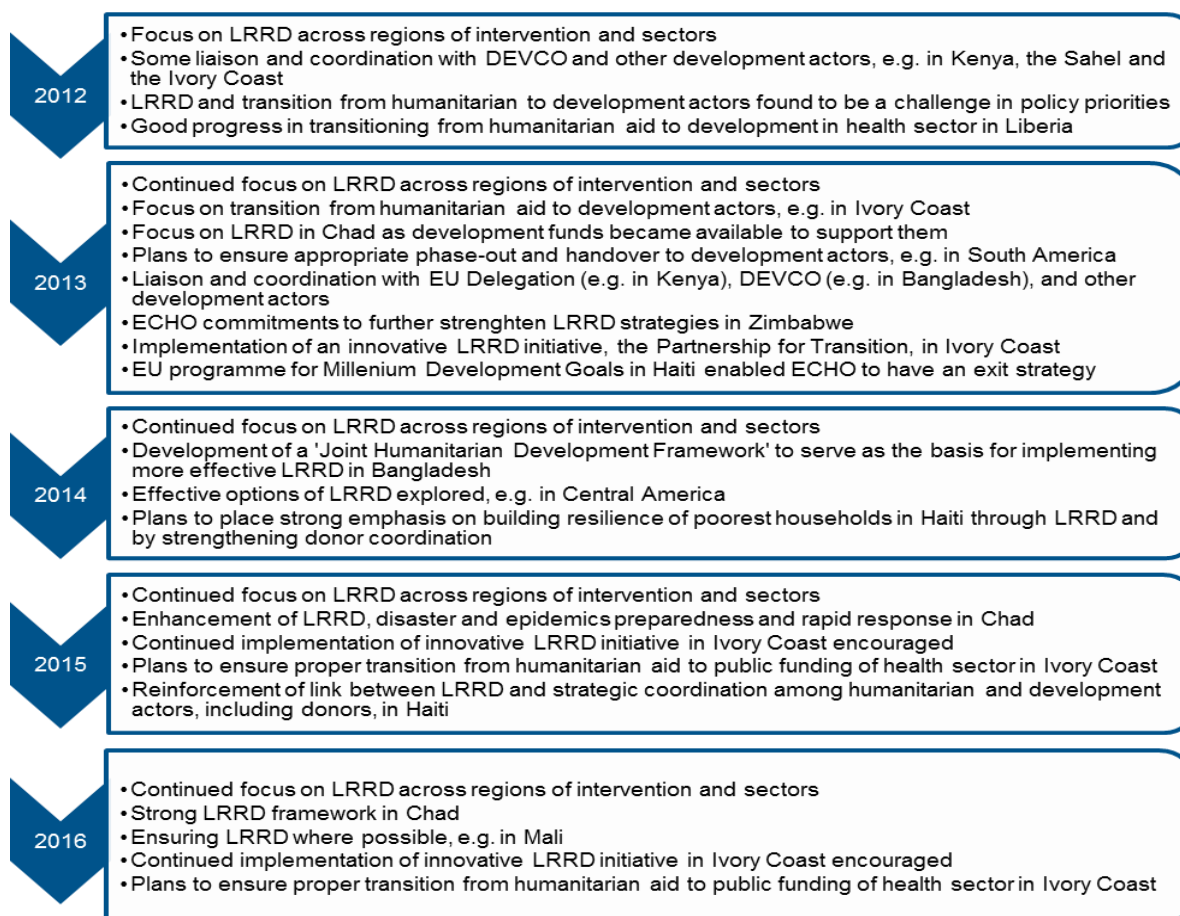 2012
•Focus on LRRD across regions of intervention and sectors
•Some liaison and coordination with DEVCO and other development actors, e.g. in Kenya, the Sahel and
the Ivory Coast
•LRRD and transition from humanitarian to development actors found to be a challenge in policy priorities
•Good progress in transitioning from humanitarian aid to development in health sector in Liberia
2013
•Continued focus on LRRD across regions of intervention and sectors
•Focus on transition from humanitarian aid to development actors, e.g. in Ivory Coast
•Focus on LRRD in Chad as development funds became available to support them
•Plans to ensure appropriate phase-out and handover to development actors, e.g. in South America
•Liaison and coordination with EU Delegation (e.g. in Kenya), DEVCO (e.g. in Bangladesh), and other
development actors
•ECHO commitments to further strenghten LRRD strategies in Zimbabwe
•Implementation of an innovative LRRD initiative, the Partnership for Transition, in Ivory Coast
•EU programme for Millenium Development Goals in Haiti enabled ECHO to have an exit strategy
2014
•Continued focus on LRRD across regions of intervention and sectors
•Development of a 'Joint Humanitarian Development Framework' to serve as the basis for implementing
more effective LRRD in Bangladesh
•Effective options of LRRD explored, e.g. in Central America
•Plans to place strong emphasis on building resilience of poorest households in Haiti through LRRD and
by strengthening donor coordination
2015
•Continued focus on LRRD across regions of intervention and sectors
•Enhancement of LRRD, disaster and epidemics preparedness and rapid response in Chad
•Continued implementation of innovative LRRD initiative in Ivory Coast encouraged
•Plans to ensure proper transition from humanitarian aid to public funding of health sector in Ivory Coast
•Reinforcement of link between LRRD and strategic coordination among humanitarian and development
actors, including donors, in Haiti
2016
•Continued focus on LRRD across regions of intervention and sectors
•Strong LRRD framework in Chad
•Ensuring LRRD where possible, e.g. in Mali
•Continued implementation of innovative LRRD initiative in Ivory Coast encouraged
•Plans to ensure proper transition from humanitarian aid to public funding of health sector in Ivory Coast